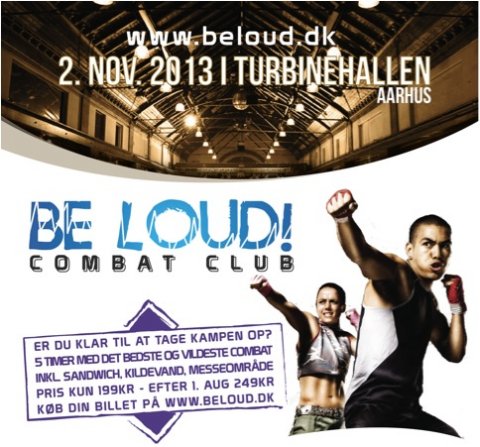 www.beloud.dk
2. NOV. 2013 I TURBINEHALLEN
AARHUS
BE LOUD!
COMBAT CLUB
ER DU KLAR TIL AT TAGE KAMPEN OP?
5 TIMER MED DET BEDSTE OG VILDESTE COMBAT
INKL. SANDWICH, KILDEVAND, MESSEOMRÅDE
PRIS KUN 199KR - EFTER 1. AUG 249KR
KØB DIN BILLET PÅ WWW.BELOUD.DK